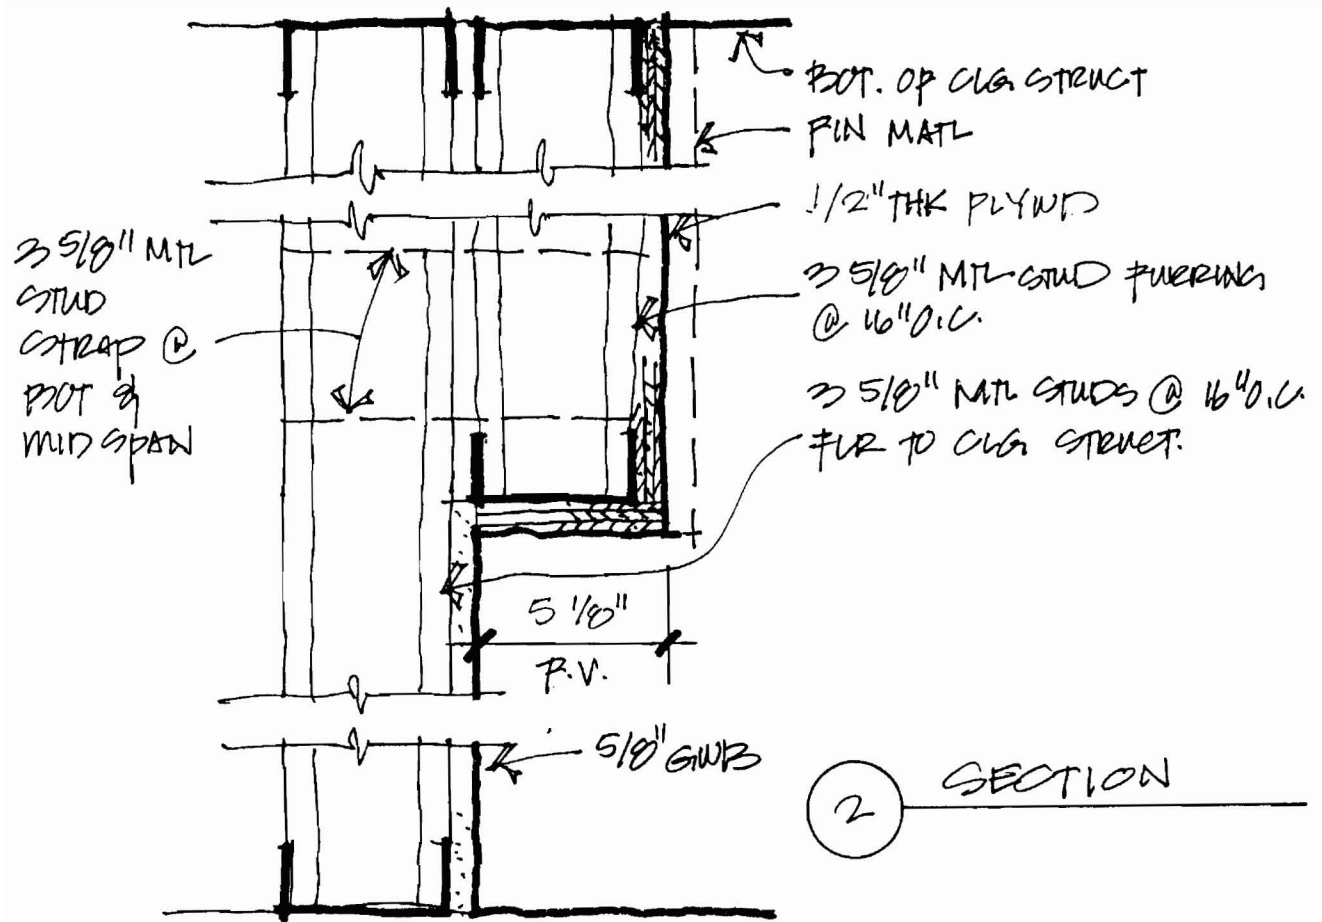 BOT. OF CLG. STRUCT
FIN MATL
1/2" THK PLYWD
3 5/8" MTL STUD FURRING
@ 16" O.C.
3 5/8" MTL STUDS @ 16" O.C.
FLR TO CLG STRUCT.
3 5/8" MTL
STUD
STRAP @
BOT &
MID SPAN
5 1/8"
F.V.
5/8" GWB
2
SECTION